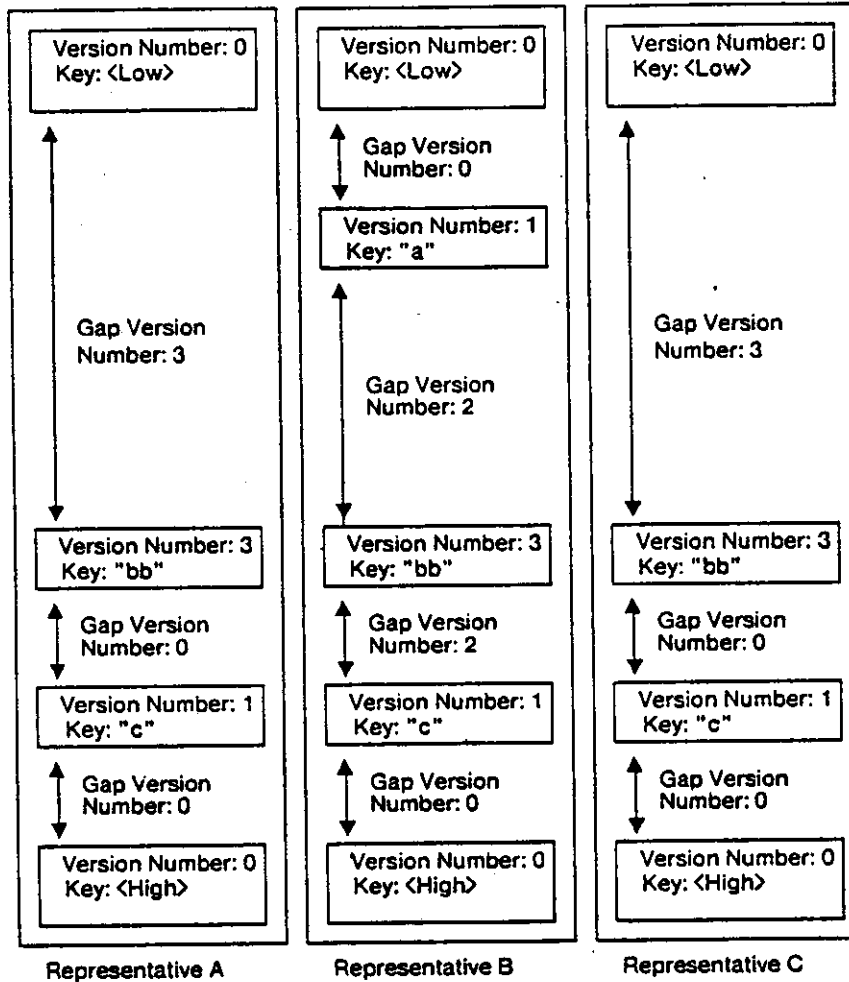 Version Number: 0
Key: <Low>
Gap Version
Number: 3
Version Number: 3
Key: "bb"
Gap Version
Number: 0
Version Number: 1
Key: "c"
Gap Version
Number: 0
Version Number: 0
Key: <High>
Representative A
Version Number: 0
Key: <Low>
Gap Version
Number: 0
Version Number: 1
Key: "a"
Gap Version
Number: 2
Version Number: 3
Key: "bb"
Gap Version
Number: 2
Version Number: 1
Key: "c"
Gap Version
Number: 0
Version Number: 0
Key: <High>
Representative B
Version Number: 0
Key: <Low>
Gap Version
Number: 3
Version Number: 3
Key: "bb"
Gap Version
Number: 0
Version Number: 1
Key: "c"
Gap Version
Number: 0
Version Number: 0
Key: <High>
Representative C